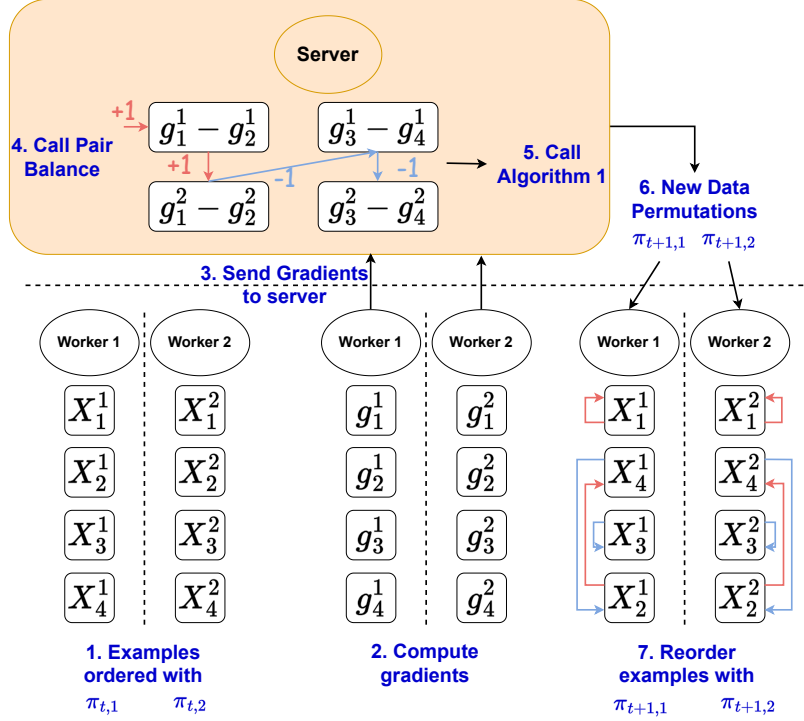 Server
+1
g_1^1 − g_2^1
g_3^1 − g_4^1
4. Call Pair
Balance
+1
-1
-1
5. Call
Algorithm 1
g_1^2 − g_2^2
g_3^2 − g_4^2
6. New Data
Permutations
π_{t+1,1} π_{t+1,2}
3. Send Gradients
to server
Worker 1
Worker 2
Worker 1
Worker 2
Worker 1
Worker 2
X_1^1 X_1^2 g_1^1 g_1^2 X_1^1 X_1^2
X_2^1 X_2^2 g_2^1 g_2^2 X_4^1 X_4^2
X_3^1 X_3^2 g_3^1 g_3^2 X_3^1 X_3^2
X_4^1 X_4^2 g_4^1 g_4^2 X_2^1 X_2^2
1. Examples
ordered with
π_{t,1} π_{t,2}
2. Compute
gradients
7. Reorder
examples with
π_{t+1,1} π_{t+1,2}